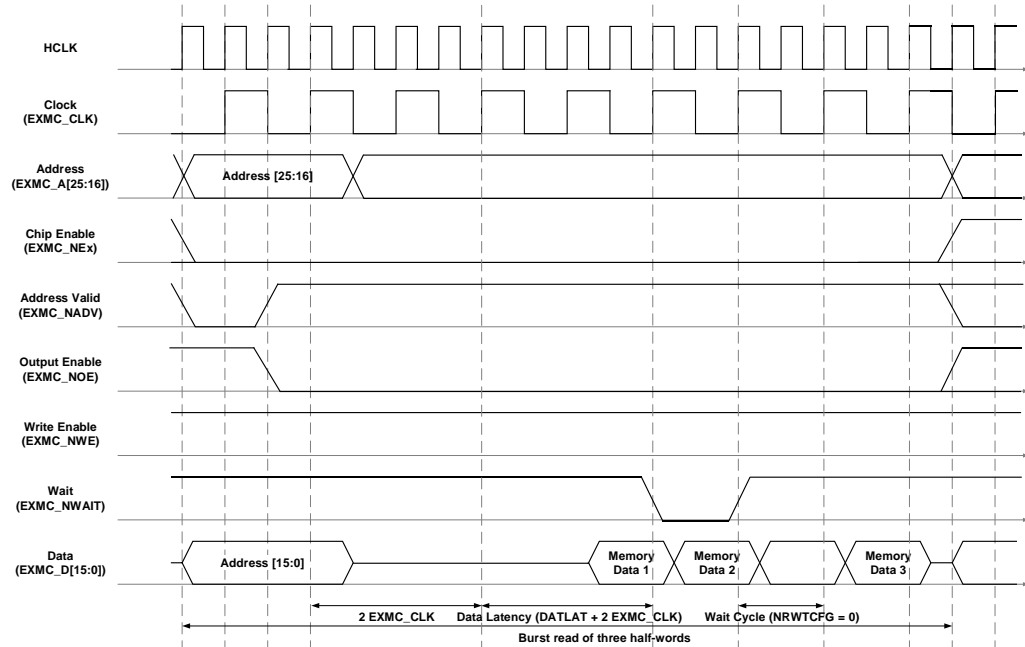 HCLK
Clock
(EXMC_CLK)
Address
(EXMC_A[25:16])
Address [25:16]
Chip Enable
(EXMC_NEx)
Address Valid
(EXMC_NADV)
Output Enable
(EXMC_NOE)
Write Enable
(EXMC_NWE)
Wait
(EXMC_NWAIT)
Data
(EXMC_D[15:0])
Address [15:0]
Memory
Data 1
Memory
Data 2
Memory
Data 3
2 EXMC_CLK
Data Latency (DATLAT + 2 EXMC_CLK)
Wait Cycle (NRWTCFG = 0)
Burst read of three half-words